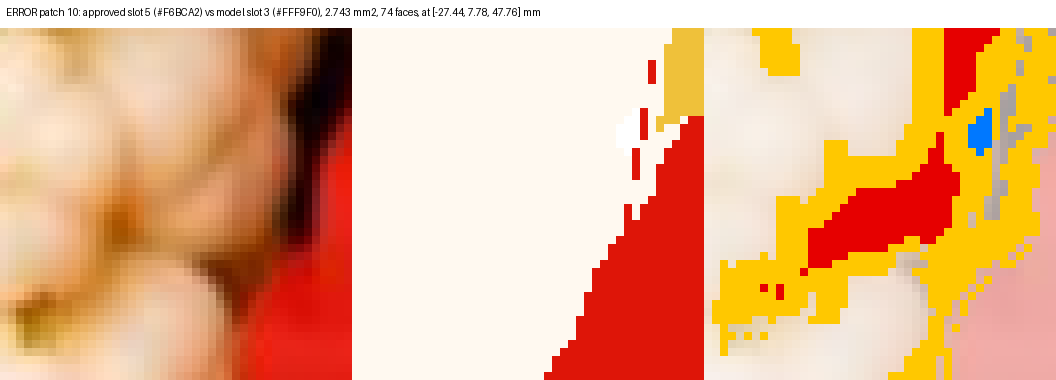 ERROR patch 10: approved slot 5 (#F6BCA2) vs model slot 3 (#FFF9F0), 2.743 mm2, 74 faces, at [-27.44, 7.78, 47.76] mm